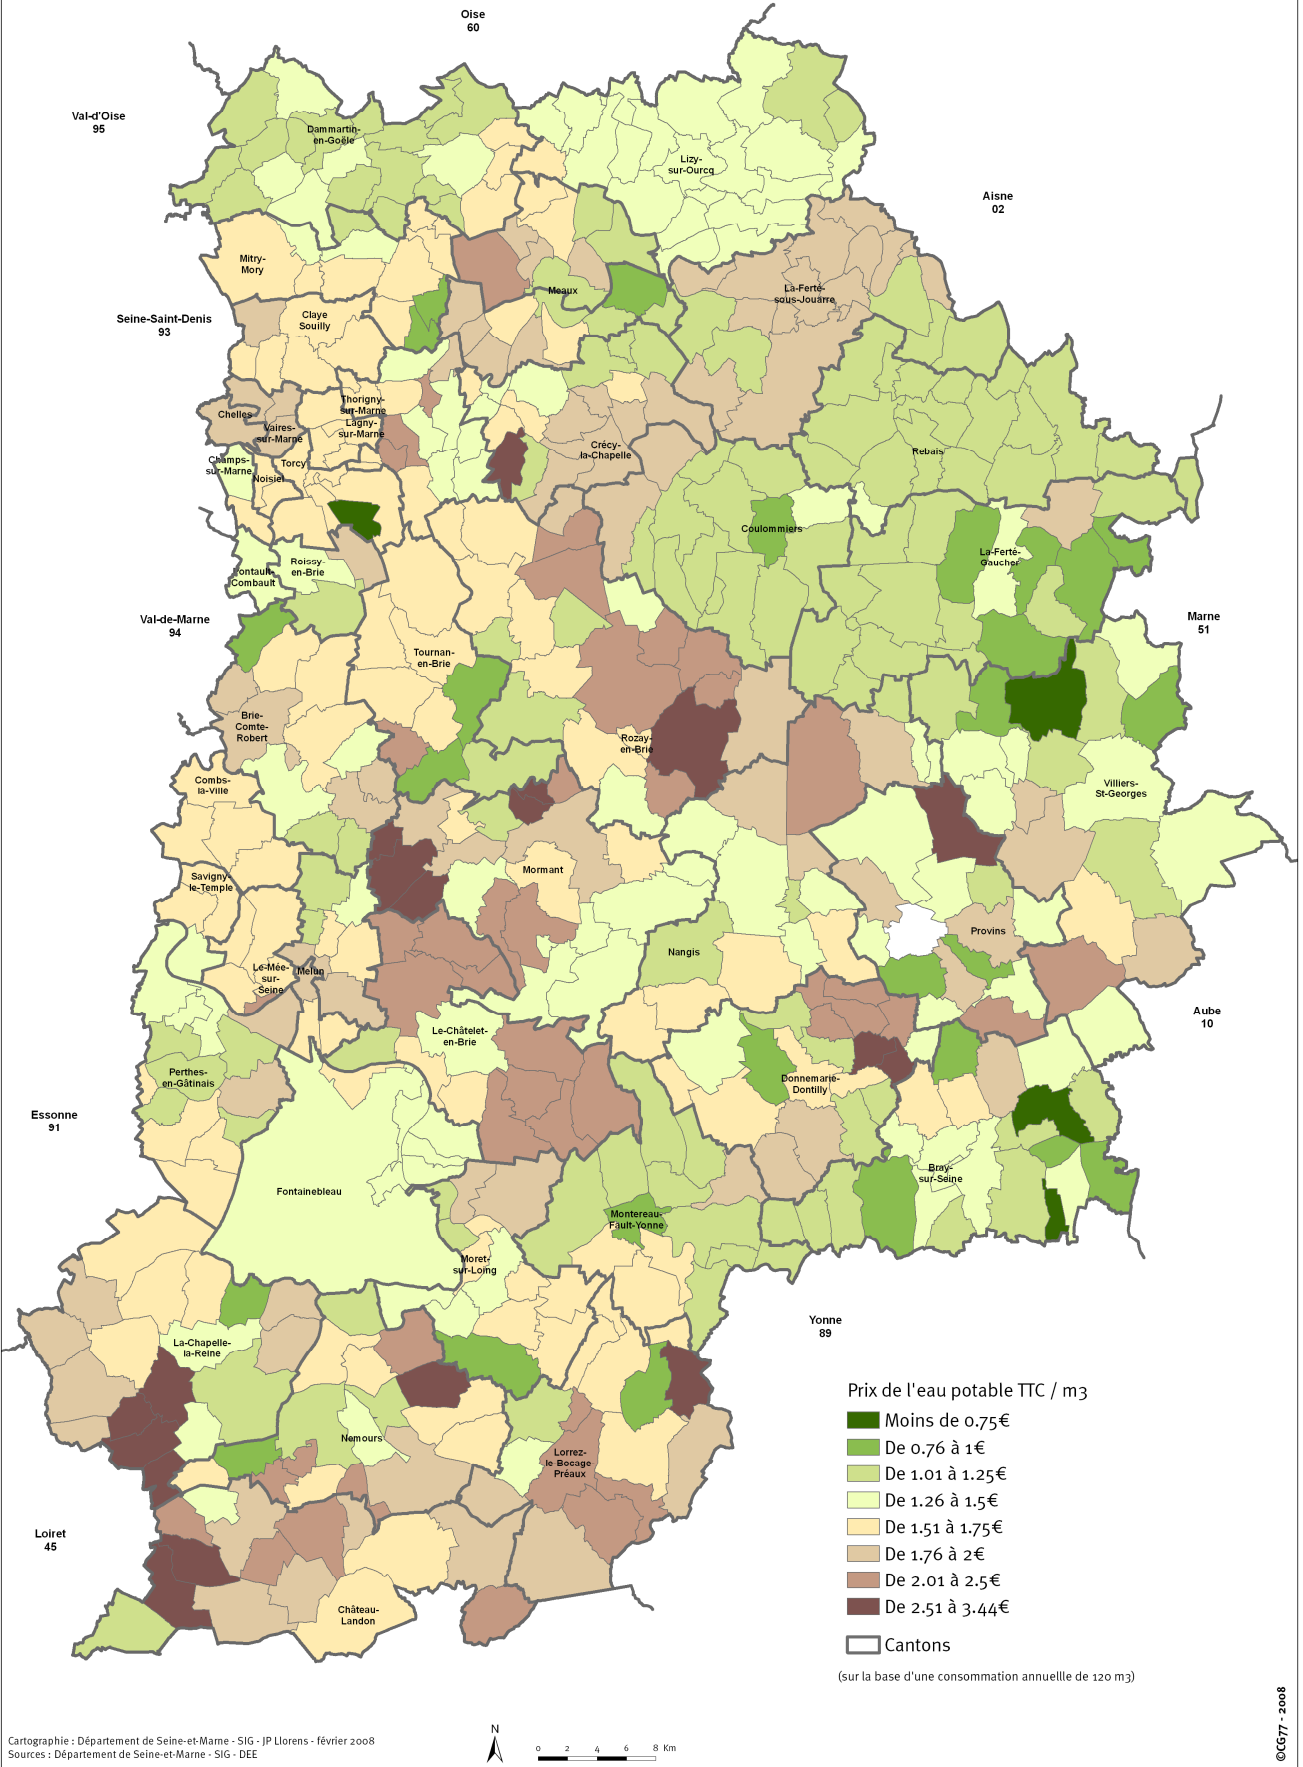 Oise
60
Val-d'Oise
95
Dammartin-
en-Goële
Lizy-
sur-Ourcq
Aisne
02
Mitry-
Mory
Meaux
La-Ferté-
sous-Jouarre
Seine-Saint-Denis
93
Claye
Souilly
Thorigny-
sur-Marne
Chelles
Lagny-
sur-Marne
Vaires-
sur-Marne
Crécy-
la-Chapelle
Rebais
Champs-
sur-Marne
Torcy
Noisiel
Coulommiers
La-Ferté-
Gaucher
Roissy-
en-Brie
Pontault-
Combault
Val-de-Marne
94
Marne
51
Tournan-
en-Brie
Brie-
Comte-
Robert
Rozay-
en-Brie
Combs-
la-Ville
Villiers-
St-Georges
Savigny-
le-Temple
Mormant
Provins
Nangis
Le-Mée-
sur-
Seine
Melun
Aube
10
Le-Châtelet-
en-Brie
Perthes-
en-Gâtinais
Donnemarie-
Dontilly
Essonne
91
Fontainebleau
Bray-
sur-Seine
Montereau-
Fault-Yonne
Moret-
sur-Loing
Yonne
89
La-Chapelle-
la-Reine
Nemours
Lorrez-
le-Bocage
Préaux
Loiret
45
Château-
Landon
Prix de l'eau potable TTC / m3
Moins de 0.75€
De 0.76 à 1€
De 1.01 à 1.25€
De 1.26 à 1.5€
De 1.51 à 1.75€
De 1.76 à 2€
De 2.01 à 2.5€
De 2.51 à 3.44€
Cantons
(sur la base d'une consommation annuellle de 120 m3)
©CG77 - 2008
Cartographie : Département de Seine-et-Marne - SIG - JP Llorens - février 2008
Sources : Département de Seine-et-Marne - SIG - DEE
N
0 2 4 6 8 Km